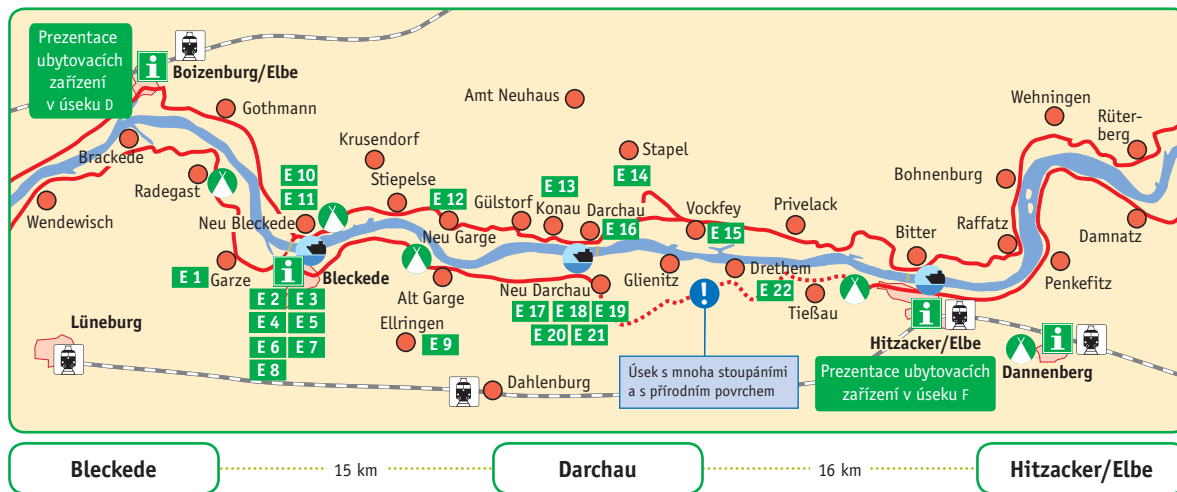 Prezentace
ubytovacích
zařízení
v úseku D
Boizenburg/Elbe
Gothmann
Amt Neuhaus
Wehningen
Rüter-
berg
Brackede
Krusendorf
Stapel
E 14
Radegast
E 10
E 11
Stiepelse
E 12
Gülstorf
E 13
Konau
Darchau
E 16
Vockfey
E 15
Privelack
Bohnenburg
Wendewisch
Neu Bleckede
Neu Garge
Bitter
Raffatz
Damnatz
E 1
Garze
Bleckede
Alt Garge
Neu Darchau
Glienitz
Drethem
E 22
Tießau
Penkefitz
E 2
E 3
E 4
E 5
E 6
E 7
E 8
E 17
E 18
E 19
E 20
E 21
!
Lüneburg
Ellringen
E 9
Dahlenburg
Úsek s mnoha stoupáními
a s přírodním povrchem
Hitzacker/Elbe
Prezentace ubytovacích
zařízení v úseku F
Dannenberg
Bleckede
15 km
Darchau
16 km
Hitzacker/Elbe